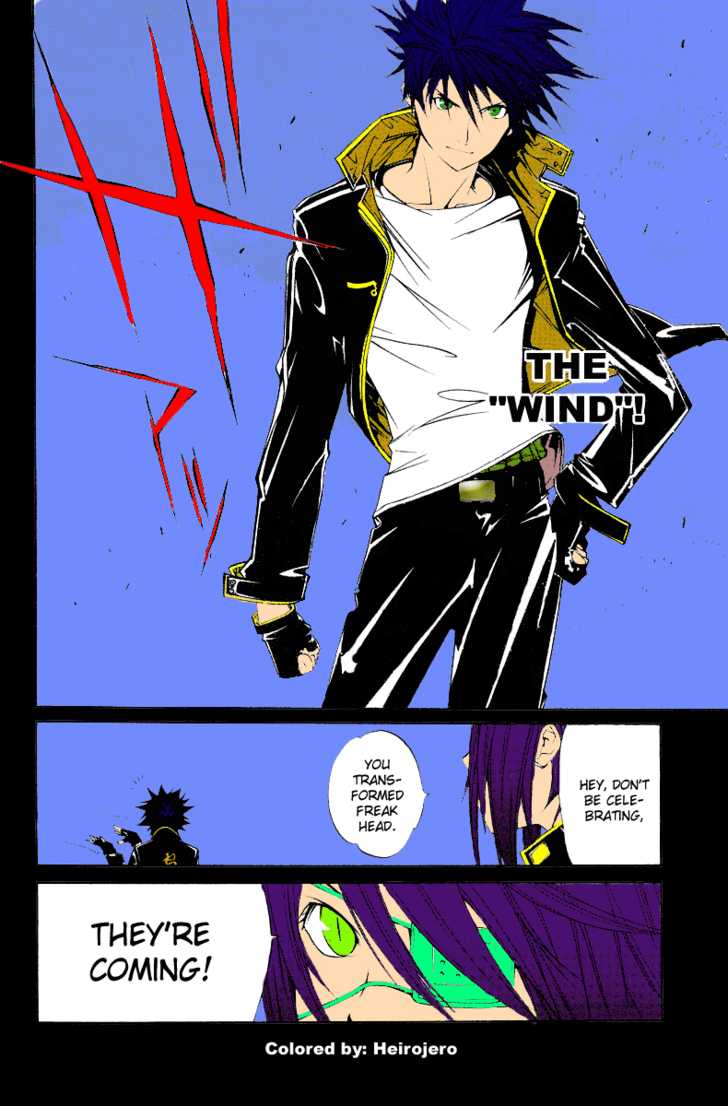 THE
"WIND"!
HEY, DON'T
BE CELE-
BRATING,
YOU
TRANS-
FORMED
FREAK
HEAD.
THEY'RE
COMING!
Colored by: Heirojero